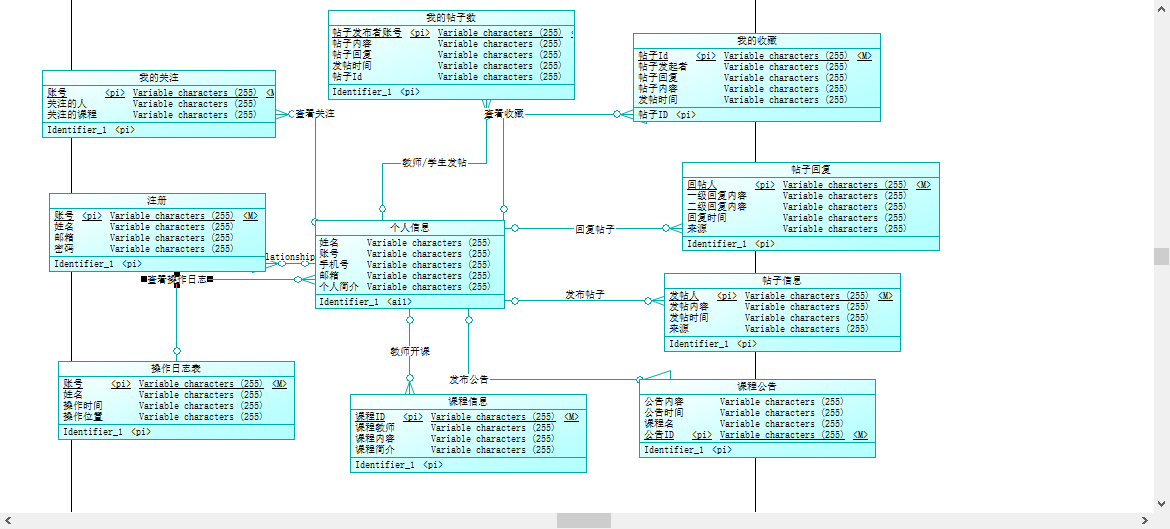 我的帖子数
帖子发布者账号 <pi> Variable characters (255)
帖子内容 Variable characters (255)
帖子回复 Variable characters (255)
发帖时间 Variable characters (255)
帖子Id Variable characters (255)
Identifier_1 <pi>
我的收藏
帖子Id <pi> Variable characters (255) <M>
帖子发起者 Variable characters (255)
帖子回复 Variable characters (255)
帖子内容 Variable characters (255)
发帖时间 Variable characters (255)
帖子ID <pi>
我的关注
账号 <pi> Variable characters (255) <M
关注的人 Variable characters (255)
关注的课程 Variable characters (255)
Identifier_1 <pi>
查看关注
查看收藏
教师/学生发帖
帖子回复
回帖人 <pi> Variable characters (255) <M>
一级回复内容 Variable characters (255)
二级回复内容 Variable characters (255)
回复时间 Variable characters (255)
来源 Variable characters (255)
Identifier_1 <pi>
注册
账号 <pi> Variable characters (255) <M>
姓名 Variable characters (255)
邮箱 Variable characters (255)
密码 Variable characters (255)
Identifier_1 <pi>
个人信息
姓名 Variable characters (255)
账号 Variable characters (255)
手机号 Variable characters (255)
邮箱 Variable characters (255)
个人简介 Variable characters (255)
Identifier_1 <ai1>
回复帖子
lationship
查看操作日志
发布帖子
帖子信息
发帖人 <pi> Variable characters (255) <M>
发帖内容 Variable characters (255)
发帖时间 Variable characters (255)
来源 Variable characters (255)
Identifier_1 <pi>
教师开课
发布公告
操作日志表
账号 <pi> Variable characters (255) <M>
姓名 Variable characters (255)
操作时间 Variable characters (255)
操作位置 Variable characters (255)
Identifier_1 <pi>
课程信息
课程ID <pi> Variable characters (255) <M>
课程教师 Variable characters (255)
课程内容 Variable characters (255)
课程简介 Variable characters (255)
Identifier_1 <pi>
课程公告
公告内容 Variable characters (255)
公告时间 Variable characters (255)
课程名 Variable characters (255)
公告ID <pi> Variable characters (255) <M>
Identifier_1 <pi>